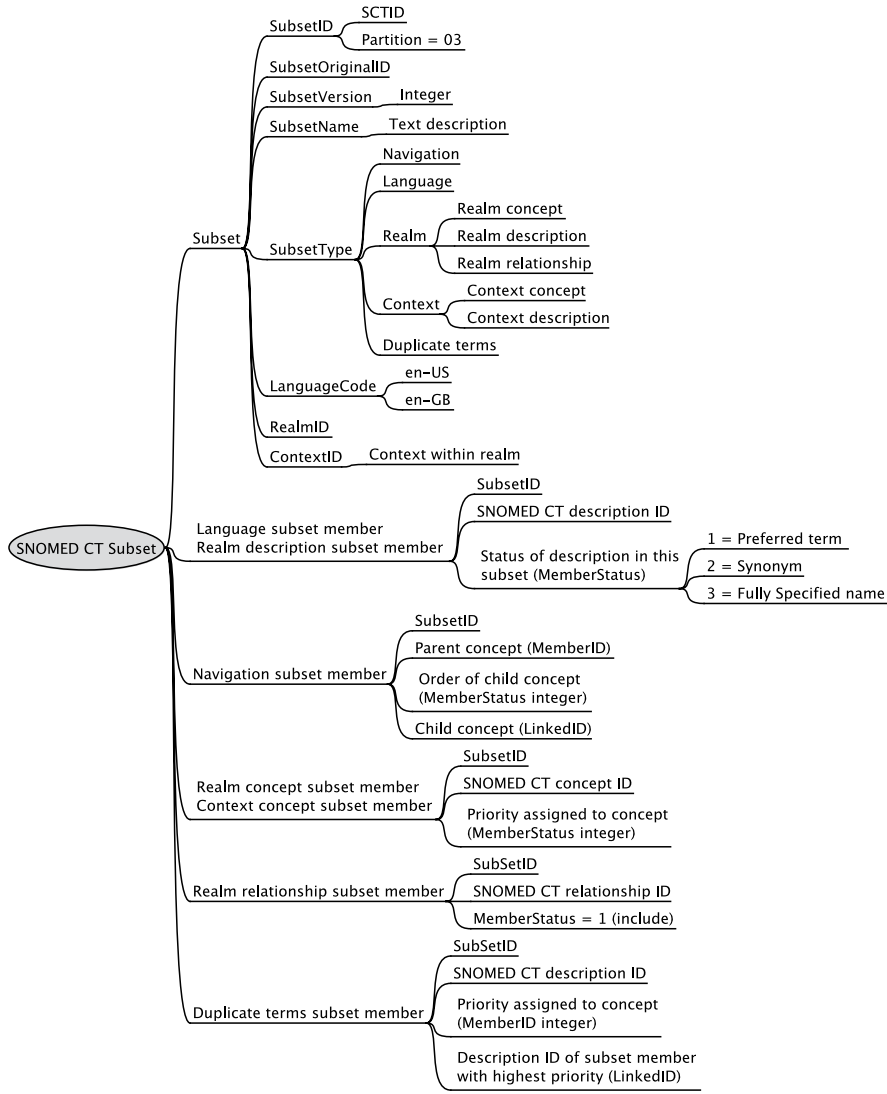 SNOMED CT Subset
Subset
SubsetID
SCTID
Partition = 03
SubsetOriginalID
SubsetVersion
Integer
SubsetName
Text description
SubsetType
Navigation
Language
Realm
Realm concept
Realm description
Realm relationship
Context
Context concept
Context description
Duplicate terms
LanguageCode
en-US
en-GB
RealmID
ContextID
Context within realm
Language subset member
Realm description subset member
SubsetID
SNOMED CT description ID
Status of description in this
subset (MemberStatus)
1 = Preferred term
2 = Synonym
3 = Fully Specified name
Navigation subset member
SubsetID
Parent concept (MemberID)
Order of child concept
(MemberStatus integer)
Child concept (LinkedID)
Realm concept subset member
Context concept subset member
SubsetID
SNOMED CT concept ID
Priority assigned to concept
(MemberStatus integer)
Realm relationship subset member
SubSetID
SNOMED CT relationship ID
MemberStatus = 1 (include)
Duplicate terms subset member
SubSetID
SNOMED CT description ID
Priority assigned to concept
(MemberID integer)
Description ID of subset member
with highest priority (LinkedID)